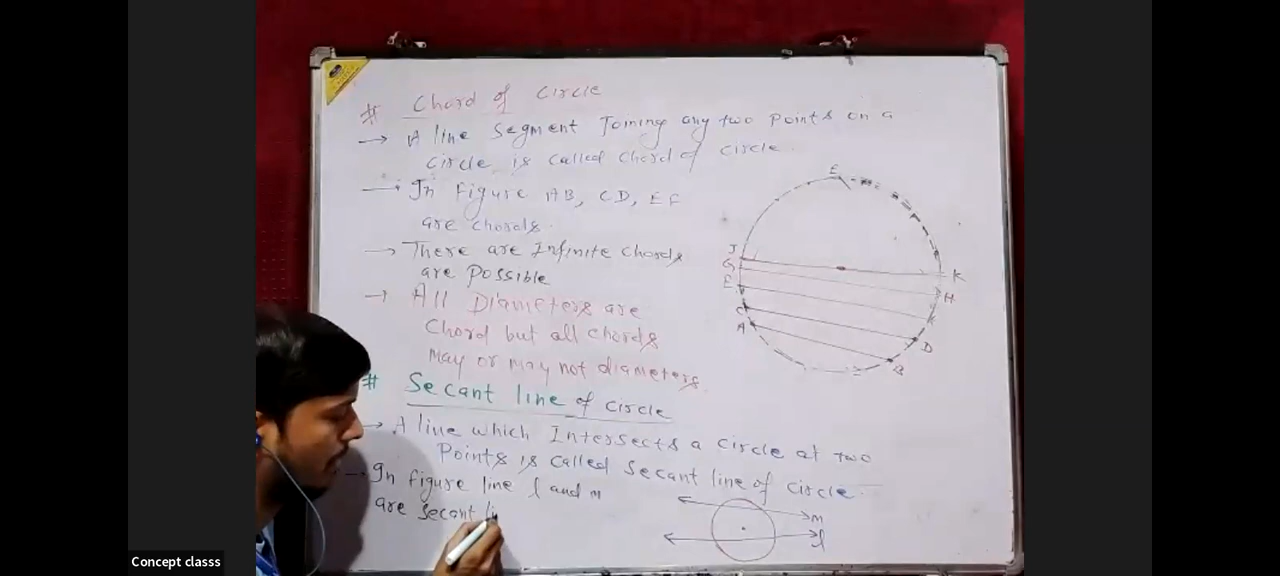 # Chord of Circle
→ A line Segment Joining any two Points on a
Circle is called Chord of Circle.
→ In Figure AB, CD, EF
are chords.
→ There are Infinite Chords
are Possible
→ All Diameters are
Chord but all chords
May or may not diameters.
# Secant line of Circle
→ A line which Intersects a Circle at two
Points is called Secant line of Circle.
→ In figure line l and m
are Secant li
E
J
K
G
H
E
C
D
A
B
m
l
Concept classs